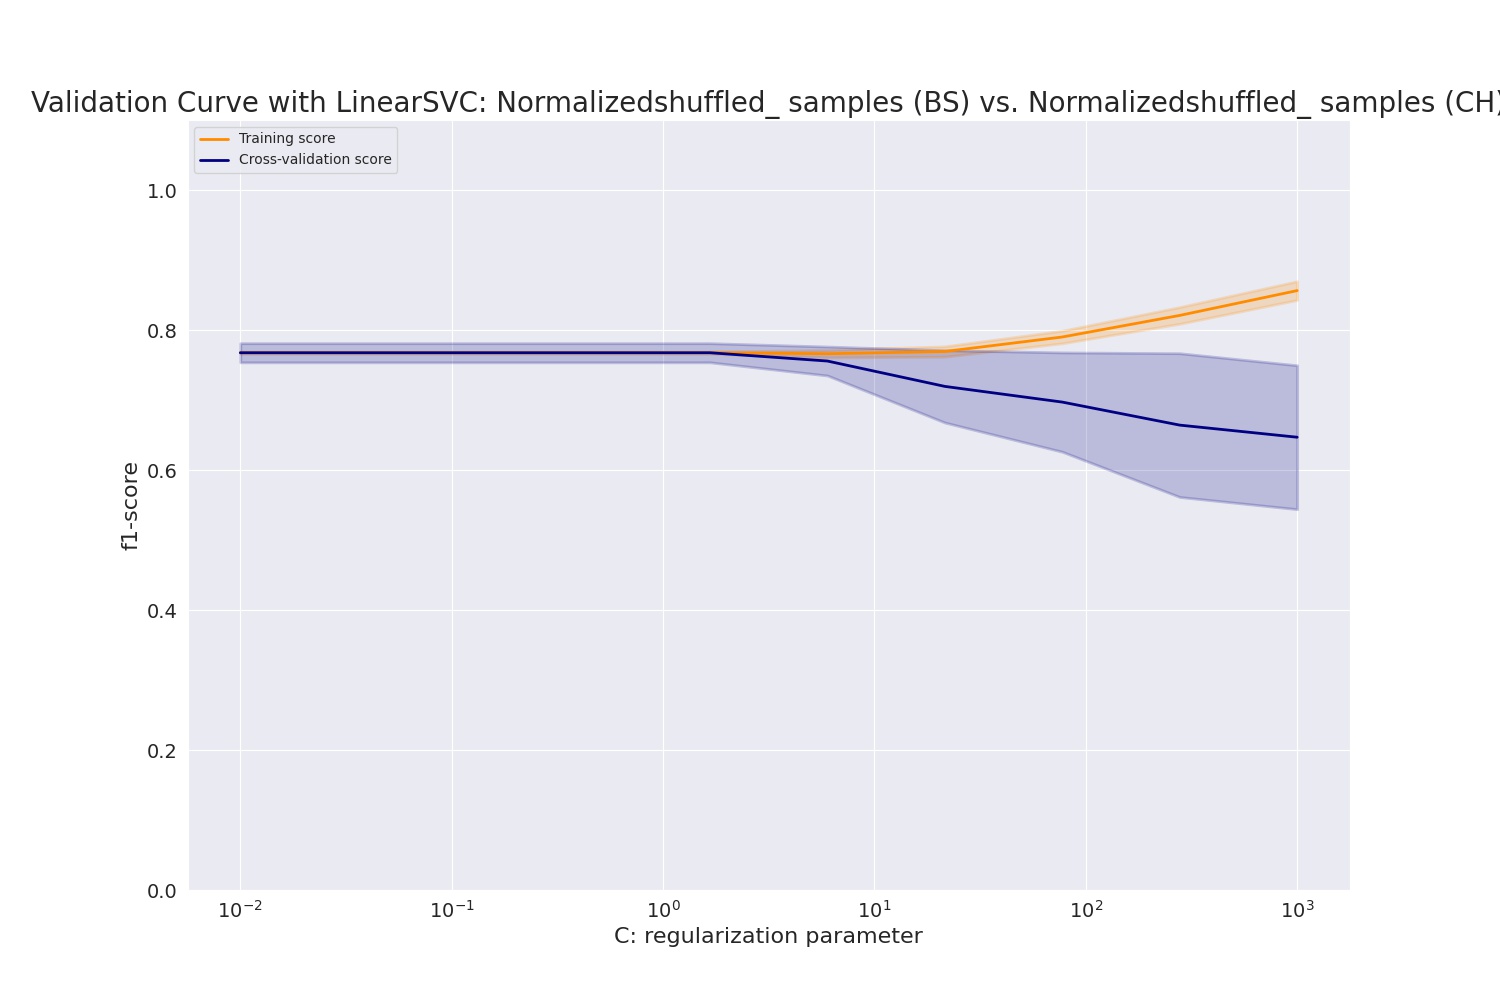 Validation Curve with LinearSVC: Normalizedshuffled_ samples (BS) vs. Normalizedshuffled_ samples (CH)
Training score
Cross-validation score
1.0
0.8
0.6
0.4
0.2
0.0
f1-score
10⁻² 10⁻¹ 10⁰ 10¹ 10² 10³
C: regularization parameter